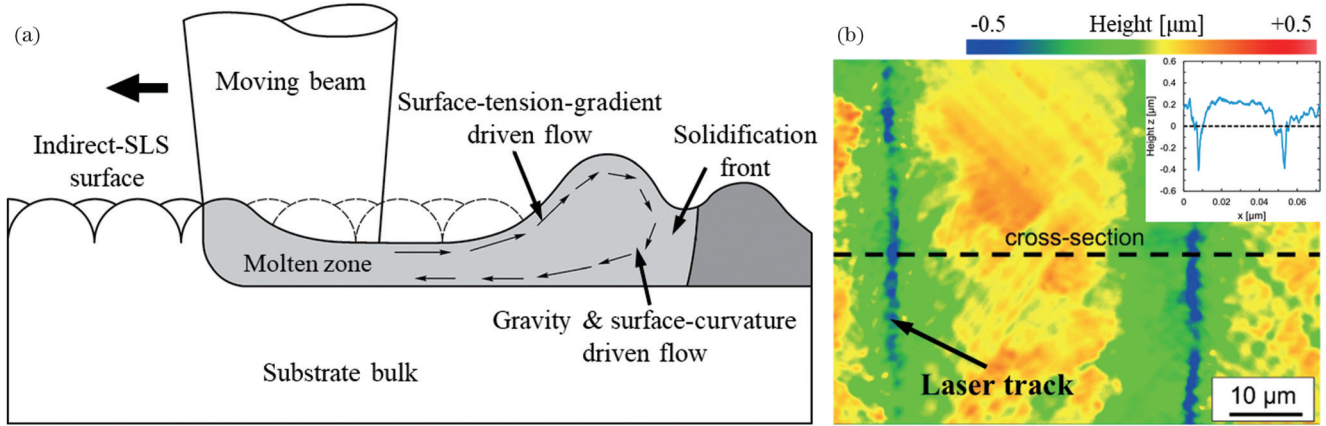 (a)
Moving beam
Surface-tension-gradient
driven flow
Solidification
front
Indirect-SLS
surface
Molten zone
Gravity & surface-curvature
driven flow
Substrate bulk
(b)
-0.5 Height [μm] +0.5
0.6
0.4
0.2
0
-0.2
-0.4
-0.6
Height z [μm]
0 0.02 0.04 0.06
x [μm]
cross-section
Laser track
10 μm